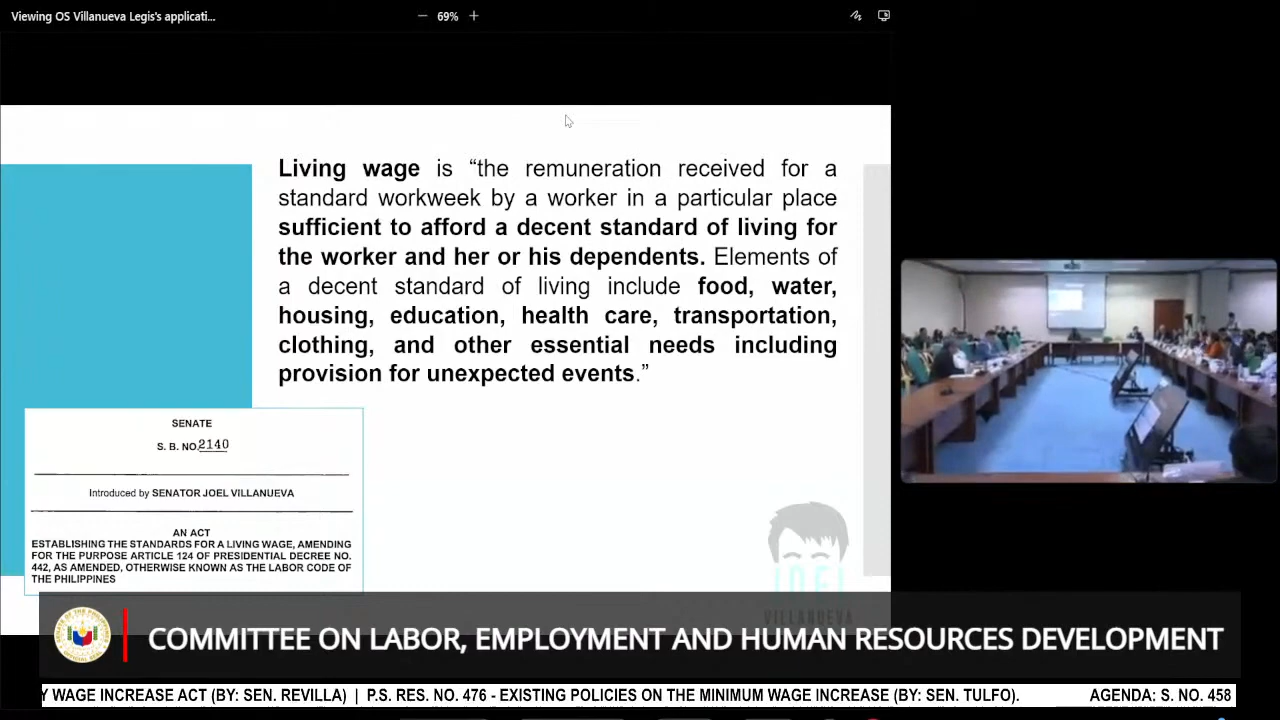 Viewing OS Villanueva Legis's applicati...
69%
Living wage is “the remuneration received for a
standard workweek by a worker in a particular place
sufficient to afford a decent standard of living for
the worker and her or his dependents. Elements of
a decent standard of living include food, water,
housing, education, health care, transportation,
clothing, and other essential needs including
provision for unexpected events.”
SENATE
S. B. NO. 2140
Introduced by SENATOR JOEL VILLANUEVA
AN ACT
ESTABLISHING THE STANDARDS FOR A LIVING WAGE, AMENDING
FOR THE PURPOSE ARTICLE 124 OF PRESIDENTIAL DECREE NO.
442, AS AMENDED, OTHERWISE KNOWN AS THE LABOR CODE OF
THE PHILIPPINES
JOEL
VILLANUEVA
COMMITTEE ON LABOR, EMPLOYMENT AND HUMAN RESOURCES DEVELOPMENT
Y WAGE INCREASE ACT (BY: SEN. REVILLA) | P.S. RES. NO. 476 - EXISTING POLICIES ON THE MINIMUM WAGE INCREASE (BY: SEN. TULFO). AGENDA: S. NO. 458